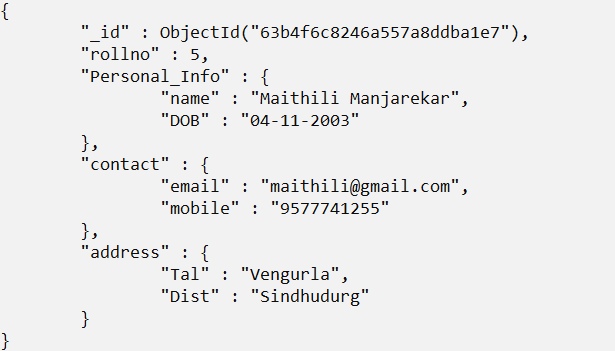 {
"_id" : ObjectId("63b4f6c8246a557a8ddba1e7"),
"rollno" : 5,
"Personal_Info" : {
"name" : "Maithili Manjarekar",
"DOB" : "04-11-2003"
},
"contact" : {
"email" : "maithili@gmail.com",
"mobile" : "9577741255"
},
"address" : {
"Tal" : "Vengurla",
"Dist" : "Sindhudurg"
}
}